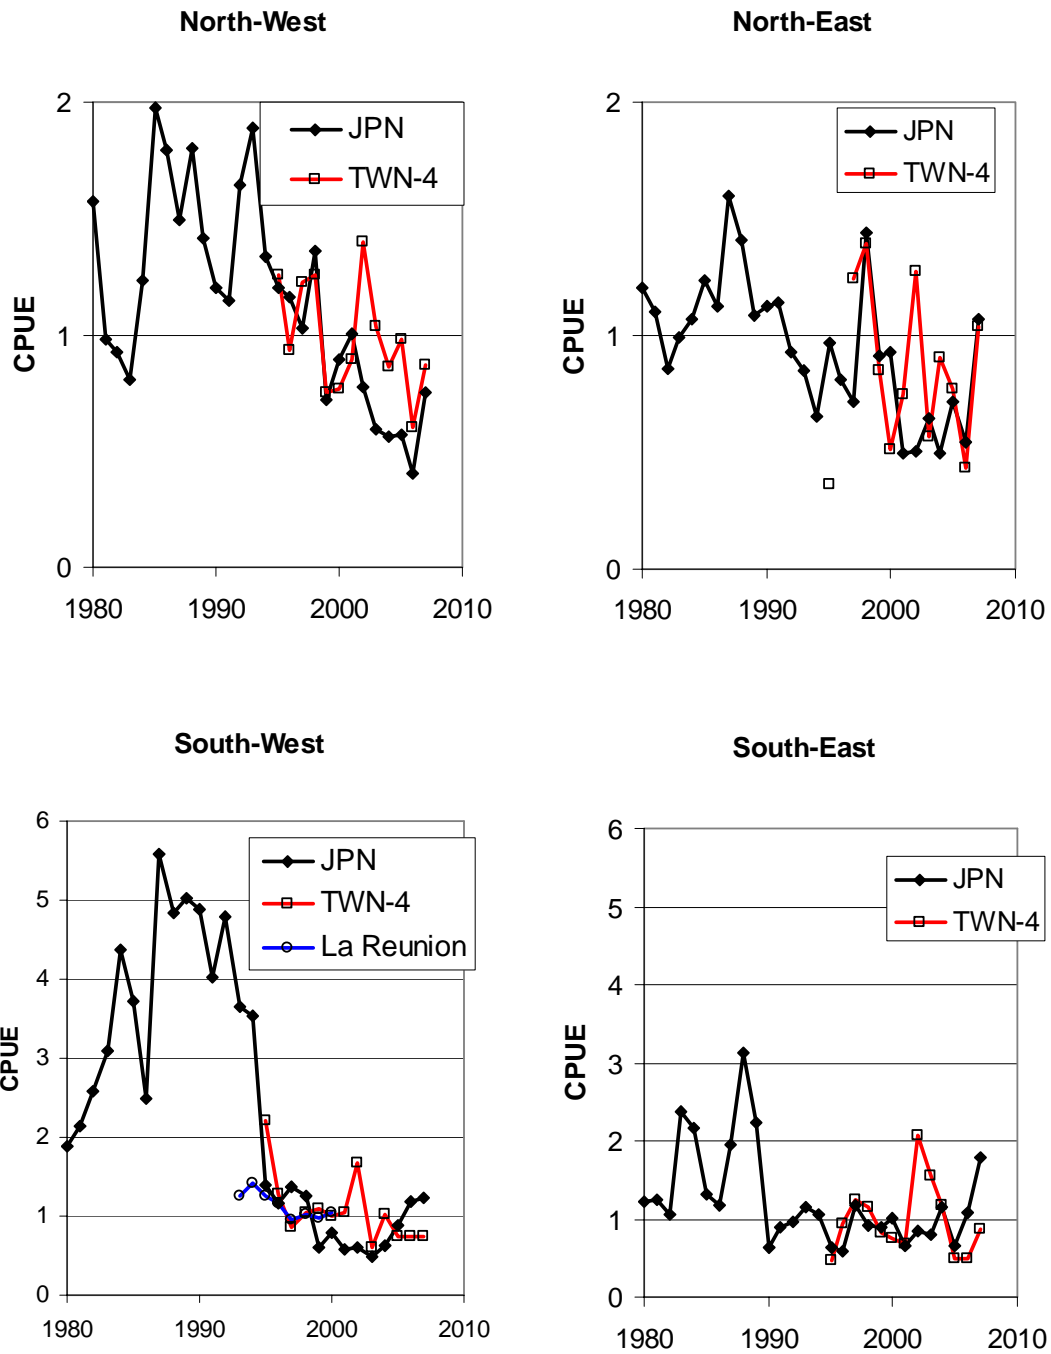 North-West
North-East
2
1
0
CPUE
JPN
TWN-4
1980
1990
2000
2010
2
1
0
CPUE
JPN
TWN-4
1980
1990
2000
2010
South-West
South-East
6
5
4
3
2
1
0
CPUE
JPN
TWN-4
La Reunion
1980
1990
2000
2010
6
5
4
3
2
1
0
CPUE
JPN
TWN-4
1980
1990
2000
2010